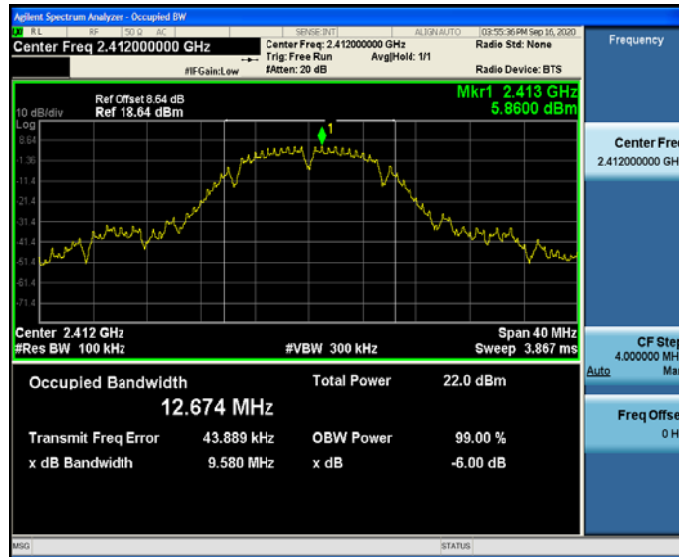 Agilent Spectrum Analyzer - Occupied BW
RL RF 50 Ω AC SENSE:INT ALIGN AUTO 03:55:36 PM Sep 16, 2020
Center Freq 2.412000000 GHz
Center Freq: 2.412000000 GHz
Radio Std: None
Trig: Free Run Avg|Hold: 1/1
#IFGain:Low #Atten: 20 dB
Radio Device: BTS
Ref Offset 8.64 dB
Ref 18.64 dBm
10 dB/div
Log
Mkr1 2.413 GHz
5.8600 dBm
1
8.64
-1.36
-11.4
-21.4
-31.4
-41.4
-51.4
-61.4
-71.4
Center 2.412 GHz
Span 40 MHz
#Res BW 100 kHz
#VBW 300 kHz
Sweep 3.867 ms
Occupied Bandwidth
12.674 MHz
Total Power 22.0 dBm
Transmit Freq Error 43.889 kHz
OBW Power 99.00 %
x dB Bandwidth 9.580 MHz
x dB -6.00 dB
MSG
STATUS
Frequency
Center Fre
2.412000000 GH
CF Step
4.000000 MH
Auto Ma
Freq Offse
0 H